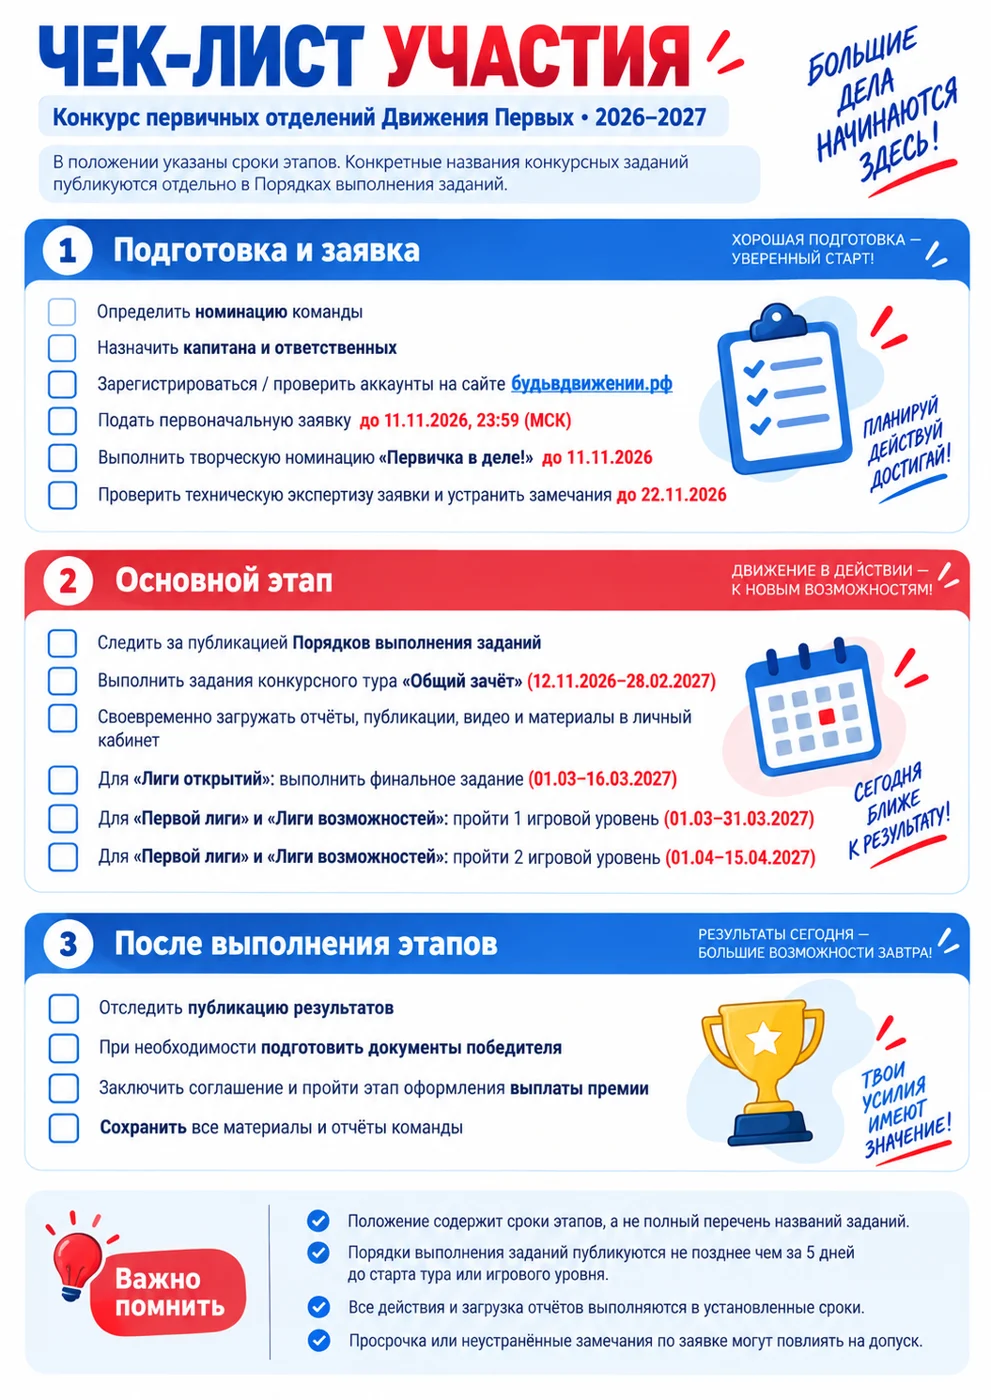 ЧЕК-ЛИСТ УЧАСТИЯ
Конкурс первичных отделений Движения Первых • 2026–2027
В положении указаны сроки этапов. Конкретные названия конкурсных заданий
публикуются отдельно в Порядках выполнения заданий.
БОЛЬШИЕ
ДЕЛА
НАЧИНАЮТСЯ
ЗДЕСЬ!
1 Подготовка и заявка
ХОРОШАЯ ПОДГОТОВКА —
УВЕРЕННЫЙ СТАРТ!
Определить номинацию команды
Назначить капитана и ответственных
Зарегистрироваться / проверить аккаунты на сайте будьвдвижении.рф
Подать первоначальную заявку до 11.11.2026, 23:59 (МСК)
Выполнить творческую номинацию «Первичка в деле!» до 11.11.2026
Проверить техническую экспертизу заявки и устранить замечания до 22.11.2026
ПЛАНИРУЙ
ДЕЙСТВУЙ
ДОСТИГАЙ!
2 Основной этап
ДВИЖЕНИЕ В ДЕЙСТВИИ —
К НОВЫМ ВОЗМОЖНОСТЯМ!
Следить за публикацией Порядков выполнения заданий
Выполнить задания конкурсного тура «Общий зачёт» (12.11.2026–28.02.2027)
Своевременно загружать отчёты, публикации, видео и материалы в личный
кабинет
Для «Лиги открытий»: выполнить финальное задание (01.03–16.03.2027)
Для «Первой лиги» и «Лиги возможностей»: пройти 1 игровой уровень (01.03–31.03.2027)
Для «Первой лиги» и «Лиги возможностей»: пройти 2 игровой уровень (01.04–15.04.2027)
СЕГОДНЯ
БЛИЖЕ
К РЕЗУЛЬТАТУ!
3 После выполнения этапов
РЕЗУЛЬТАТЫ СЕГОДНЯ —
БОЛЬШИЕ ВОЗМОЖНОСТИ ЗАВТРА!
Отследить публикацию результатов
При необходимости подготовить документы победителя
Заключить соглашение и пройти этап оформления выплаты премии
Сохранить все материалы и отчёты команды
ТВОИ
УСИЛИЯ
ИМЕЮТ
ЗНАЧЕНИЕ!
Важно
помнить
Положение содержит сроки этапов, а не полный перечень названий заданий.
Порядки выполнения заданий публикуются не позднее чем за 5 дней
до старта тура или игрового уровня.
Все действия и загрузка отчётов выполняются в установленные сроки.
Просрочка или неустранённые замечания по заявке могут повлиять на допуск.